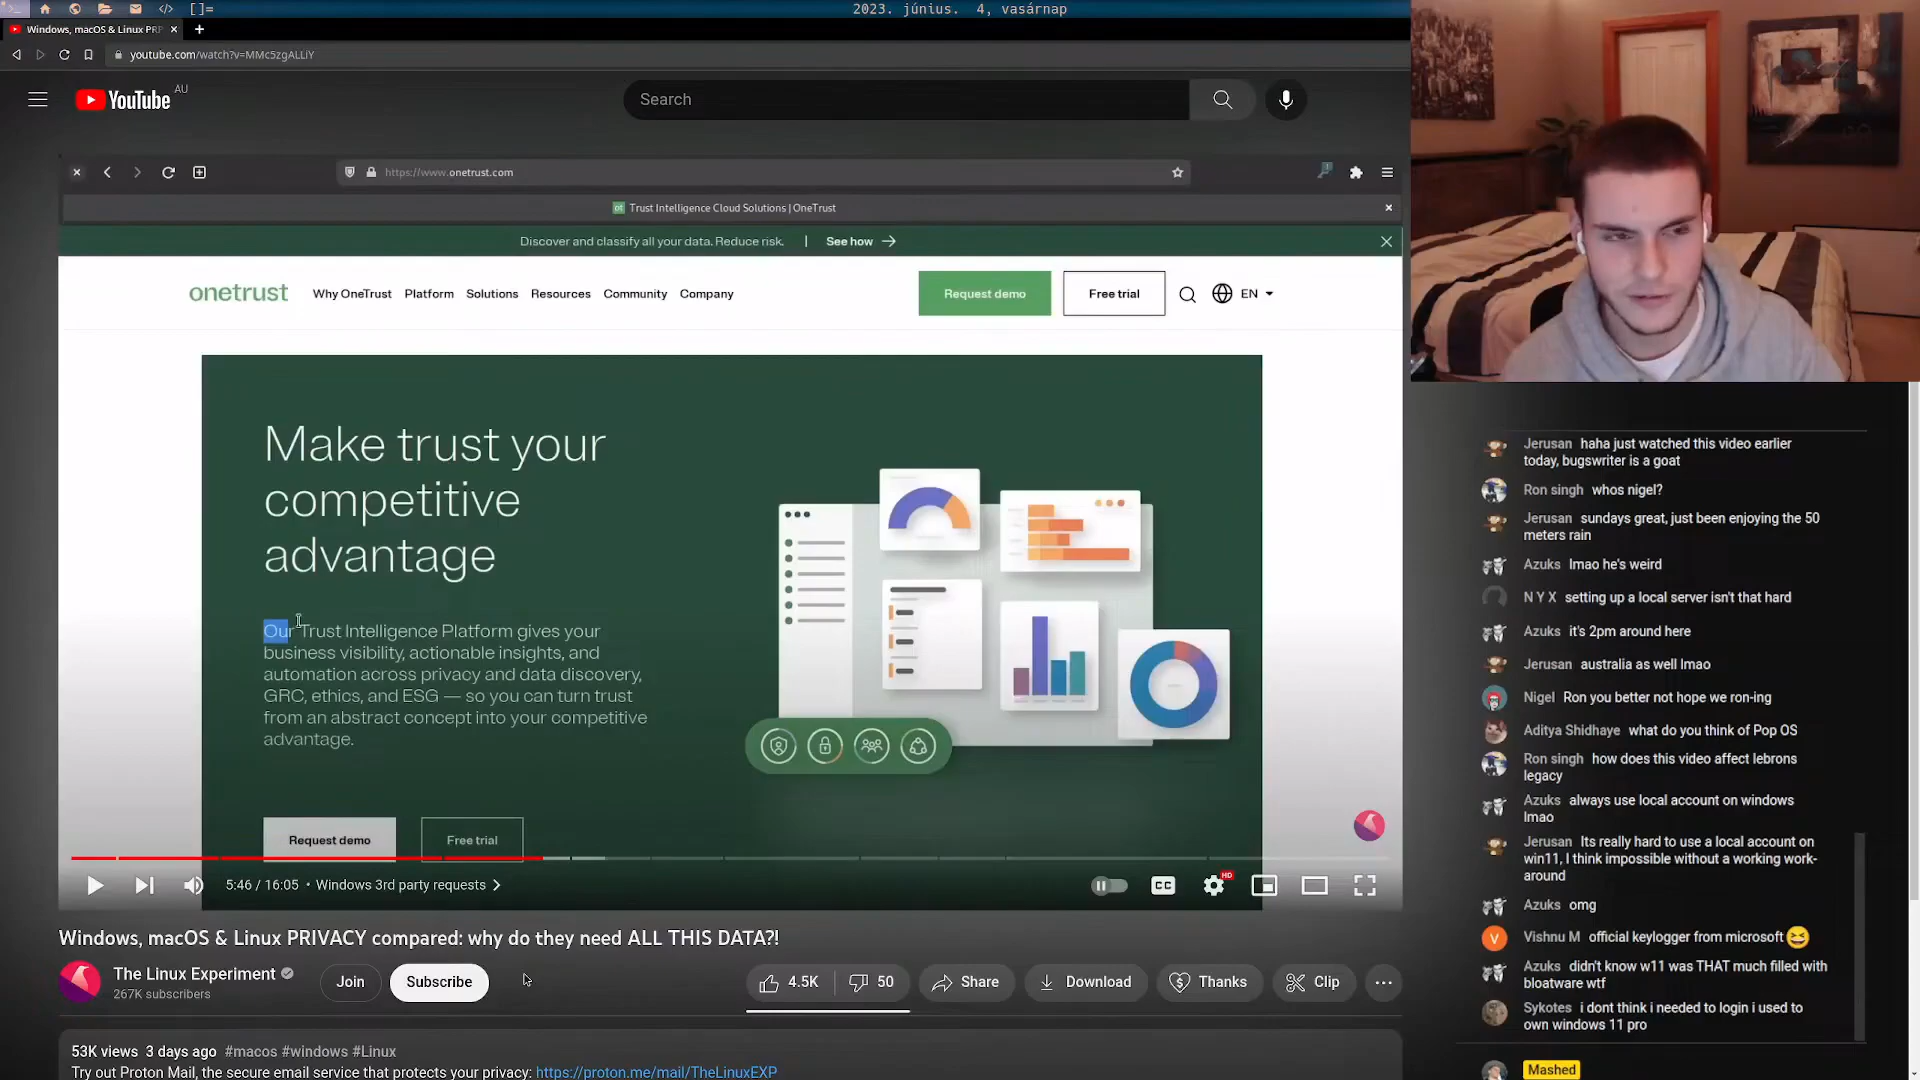 []=
2023. június. 4, vasárnap
Windows, macOS & Linux PRI
youtube.com/watch?v=MMc5zgALLiY
YouTube AU
Search
https://www.onetrust.com
ot Trust Intelligence Cloud Solutions | OneTrust
Discover and classify all your data. Reduce risk. | See how
onetrust Why OneTrust Platform Solutions Resources Community Company Request demo Free trial EN
Make trust your
competitive
advantage
Our Trust Intelligence Platform gives your
business visibility, actionable insights, and
automation across privacy and data discovery,
GRC, ethics, and ESG — so you can turn trust
from an abstract concept into your competitive
advantage.
Request demo Free trial
5:46 / 16:05 • Windows 3rd party requests
CC HD
Windows, macOS & Linux PRIVACY compared: why do they need ALL THIS DATA?!
The Linux Experiment
267K subscribers
Join Subscribe 4.5K 50 Share Download Thanks Clip
53K views 3 days ago #macos #windows #Linux
Try out Proton Mail, the secure email service that protects your privacy: https://proton.me/mail/TheLinuxEXP
Jerusan haha just watched this video earlier
today, bugswriter is a goat
Ron singh whos nigel?
Jerusan sundays great, just been enjoying the 50
meters rain
Azuks lmao he's weird
N Y X setting up a local server isn't that hard
Azuks it's 2pm around here
Jerusan australia as well lmao
Nigel Ron you better not hope we ron-ing
Aditya Shidhaye what do you think of Pop OS
Ron singh how does this video affect lebrons
legacy
Azuks always use local account on windows
lmao
Jerusan Its really hard to use a local account on
win11, I think impossible without a working work-
around
Azuks omg
V Vishnu M official keylogger from microsoft
Azuks didn't know w11 was THAT much filled with
bloatware wtf
Sykotes i dont think i needed to login i used to
own windows 11 pro
Mashed